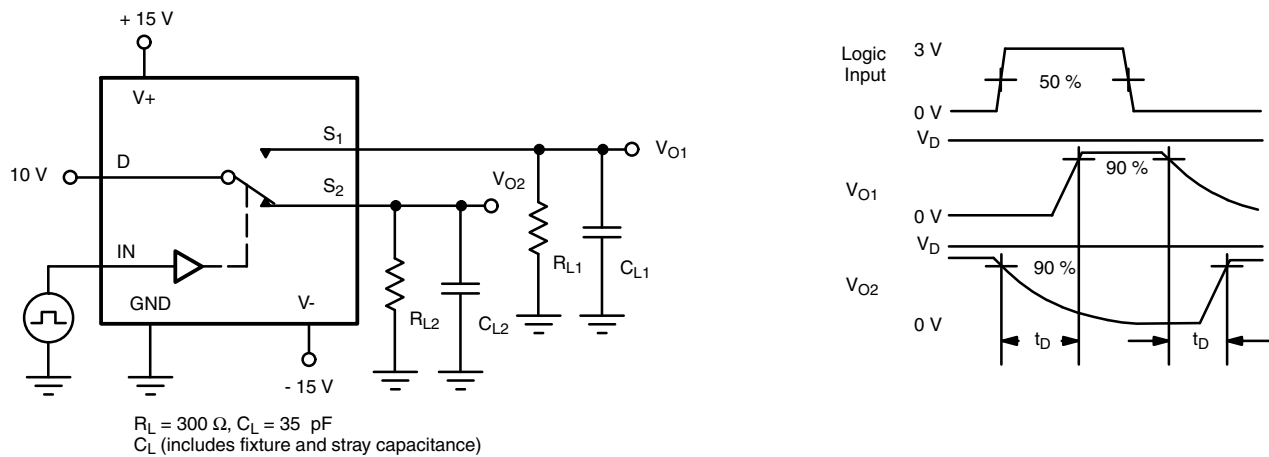 + 15 V
V+
S1
VO1
10 V
D
S2
VO2
IN
RL1
CL1
GND
V-
RL2
CL2
- 15 V
RL = 300 Ω, CL = 35 pF
CL (includes fixture and stray capacitance)
Logic
Input
3 V
50 %
0 V
VD
VO1
90 %
0 V
VD
VO2
90 %
0 V
tD
tD